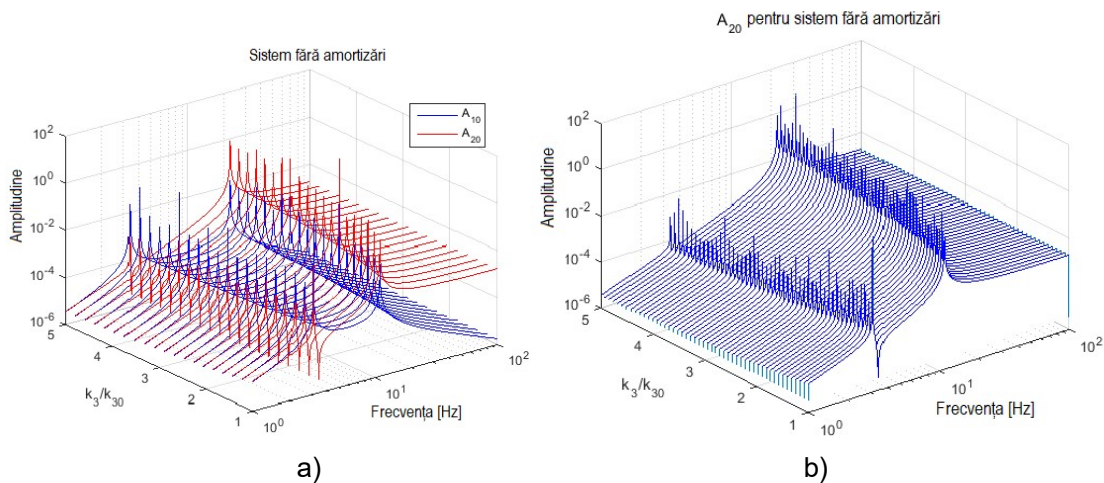 Sistem fără amortizări
A10
A20
Amplitudine
10^2
10^0
10^-2
10^-4
10^-6
5
4
3
2
1
k3/k30
10^0
10^1
10^2
Frecvența [Hz]
a)
A20 pentru sistem fără amortizări
Amplitudine
10^2
10^0
10^-2
10^-4
10^-6
5
4
3
2
1
k3/k30
10^0
10^1
10^2
Frecvența [Hz]
b)